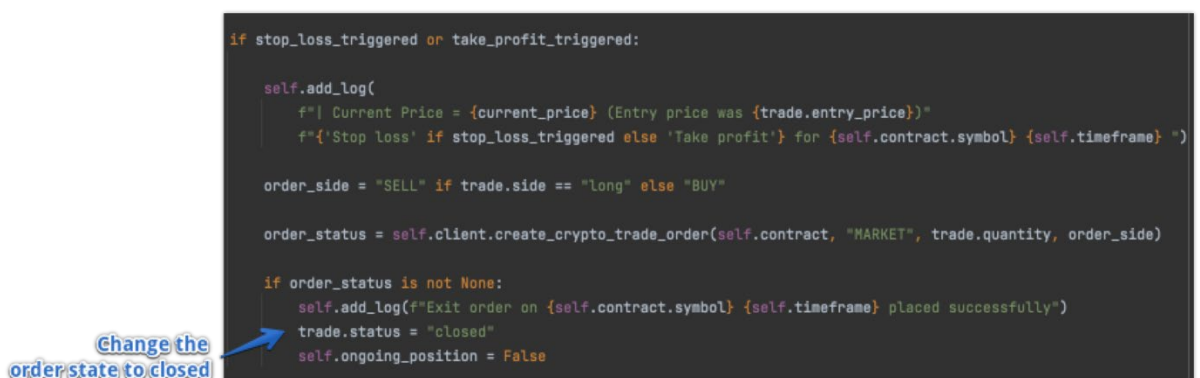 if stop_loss_triggered or take_profit_triggered:
self.add_log(
f"| Current Price = {current_price} (Entry price was {trade.entry_price})"
f"{'Stop loss' if stop_loss_triggered else 'Take profit'} for {self.contract.symbol} {self.timeframe} ")
order_side = "SELL" if trade.side == "long" else "BUY"
order_status = self.client.create_crypto_trade_order(self.contract, "MARKET", trade.quantity, order_side)
if order_status is not None:
self.add_log(f"Exit order on {self.contract.symbol} {self.timeframe} placed successfully")
trade.status = "closed"
self.ongoing_position = False
Change the
order state to closed